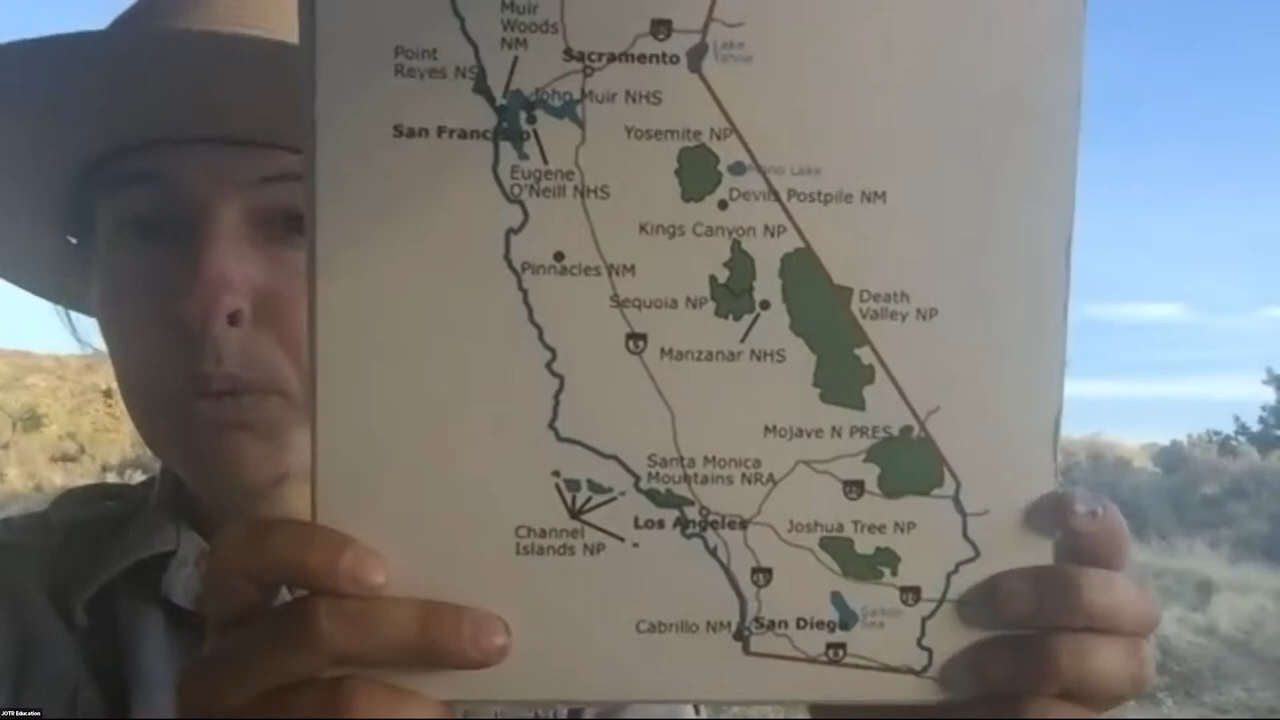 Muir
Woods
NM
Point
Reyes NS
Sacramento
Lake
Tahoe
John Muir NHS
San Francisco
Yosemite NP
Mono Lake
Eugene
O'Neill NHS
Devils Postpile NM
Kings Canyon NP
Pinnacles NM
Sequoia NP
Death
Valley NP
5
Manzanar NHS
Mojave N PRES
Santa Monica
Mountains NRA
Channel
Islands NP
Los Angeles
Joshua Tree NP
15
10
Salton
Sea
Cabrillo NM
San Diego
8
JOTR Education